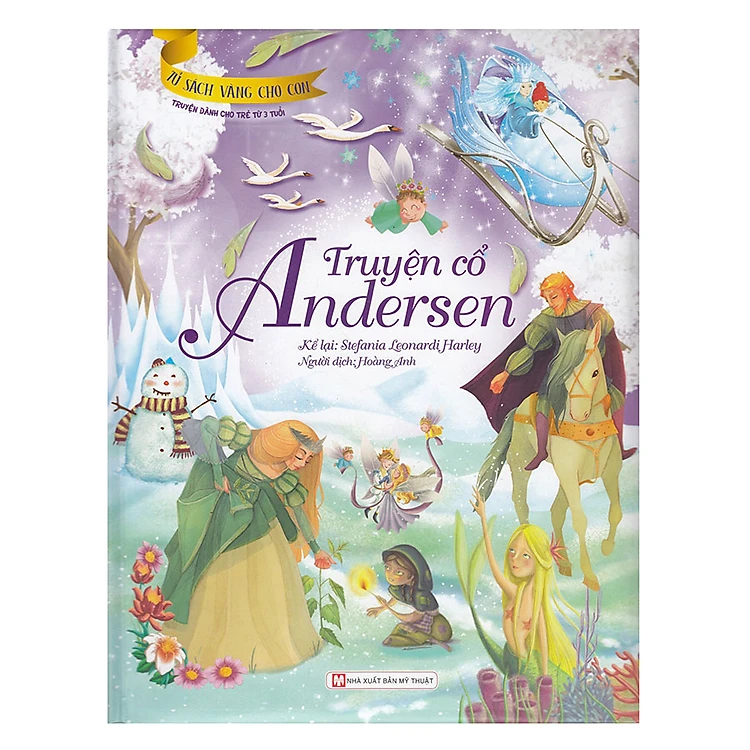 TỦ SÁCH VÀNG CHO CON
TRUYỆN DÀNH CHO TRẺ TỪ 3 TUỔI
Truyện cổ
Andersen
Kể lại: Stefania Leonardi Harley
Người dịch: Hoàng Anh
NHÀ XUẤT BẢN MỸ THUẬT